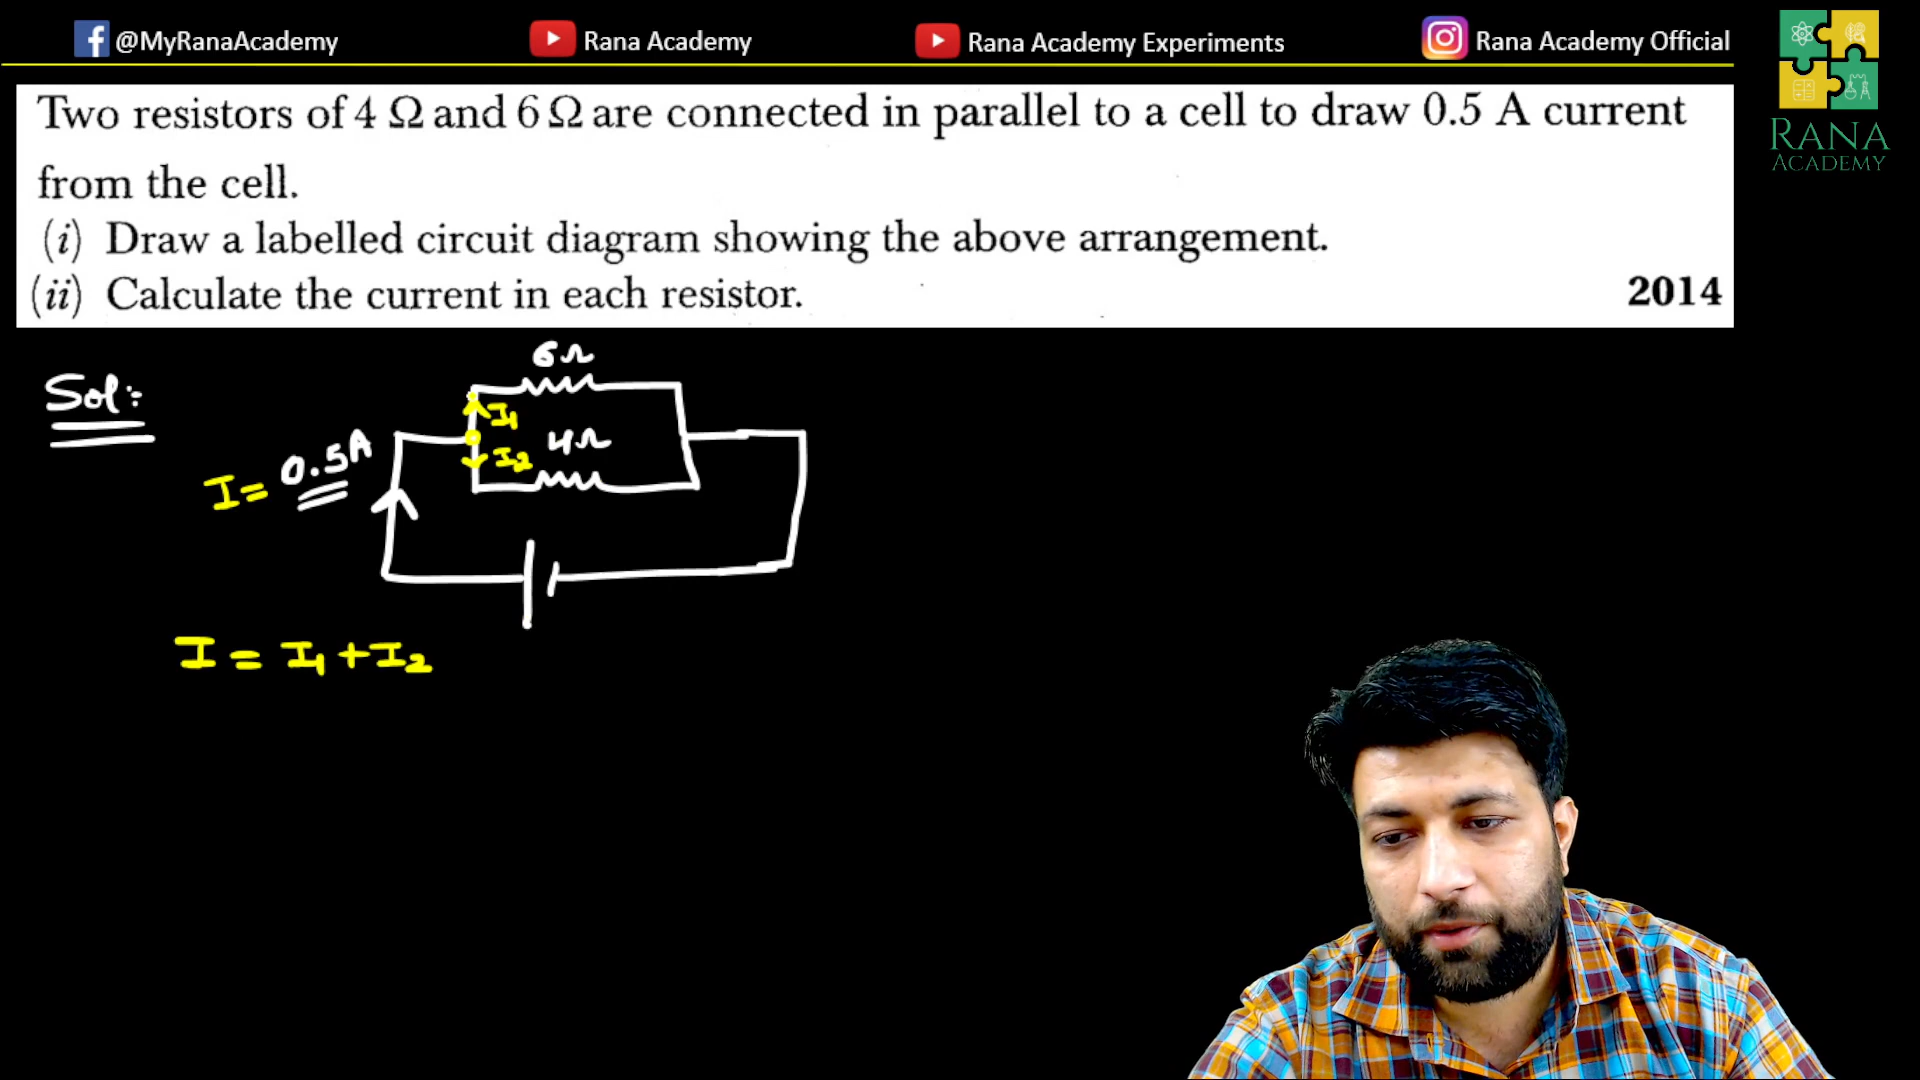 @MyRanaAcademy Rana Academy Rana Academy Experiments Rana Academy Official
RANA
ACADEMY
Two resistors of 4 Ω and 6 Ω are connected in parallel to a cell to draw 0.5 A current
from the cell.
(i) Draw a labelled circuit diagram showing the above arrangement.
(ii) Calculate the current in each resistor. 2014
Sol:
6Ω
I₁
4Ω
I₂
I = 0.5A
I = I₁ + I₂